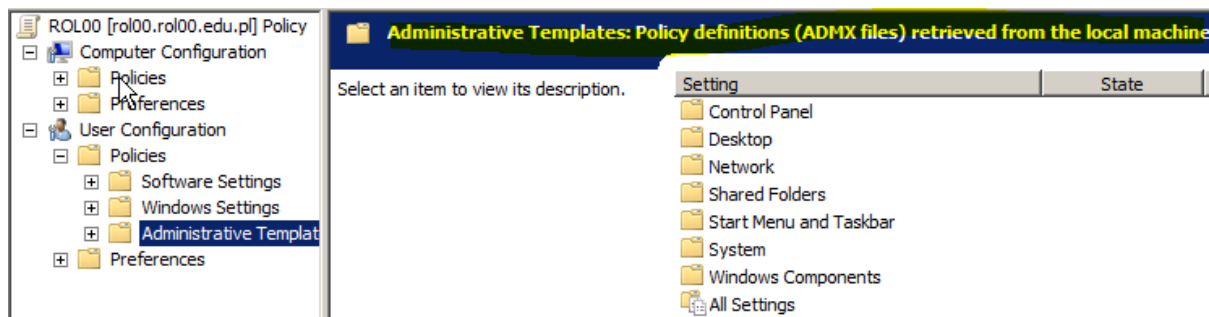 ROL00 [rol00.rol00.edu.pl] Policy
Computer Configuration
Policies
Preferences
User Configuration
Policies
Software Settings
Windows Settings
Administrative Templat
Preferences
Administrative Templates: Policy definitions (ADMX files) retrieved from the local machine
Select an item to view its description.
Setting State
Control Panel
Desktop
Network
Shared Folders
Start Menu and Taskbar
System
Windows Components
All Settings